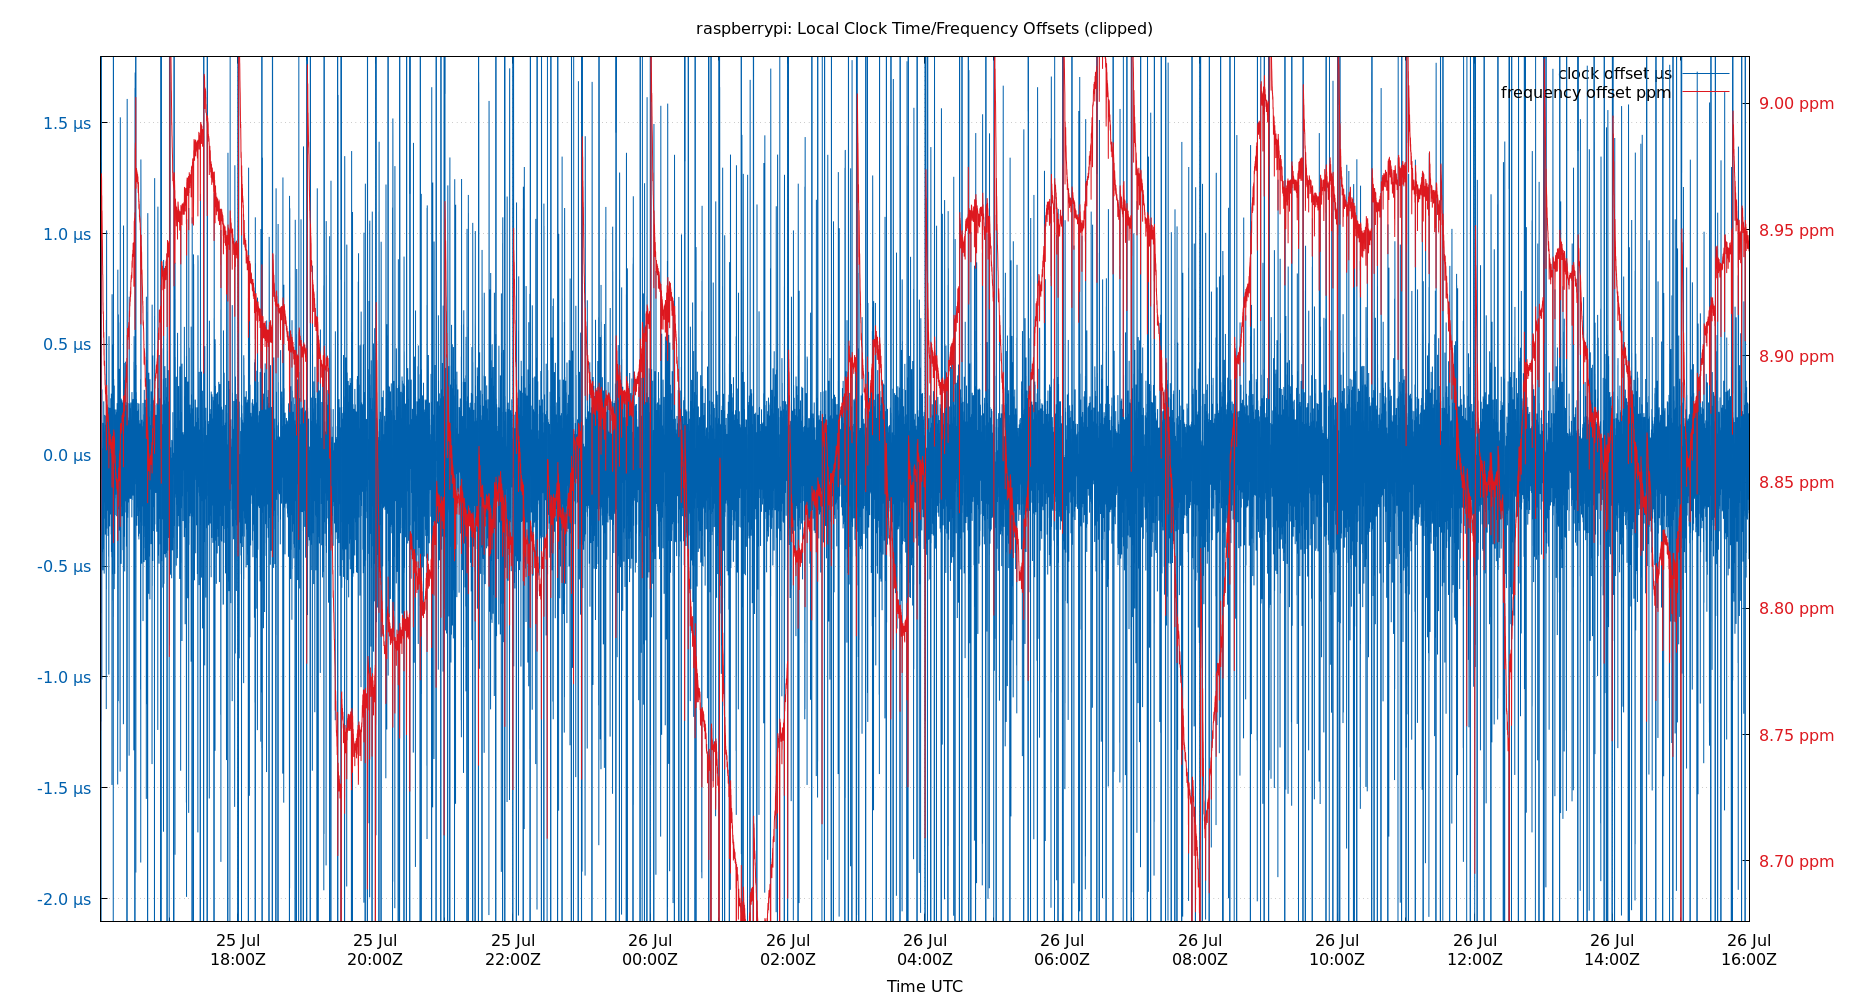 raspberrypi: Local Clock Time/Frequency Offsets (clipped)
clock offset µs
frequency offset ppm
1.5 µs
1.0 µs
0.5 µs
0.0 µs
-0.5 µs
-1.0 µs
-1.5 µs
-2.0 µs
9.00 ppm
8.95 ppm
8.90 ppm
8.85 ppm
8.80 ppm
8.75 ppm
8.70 ppm
25 Jul 25 Jul 25 Jul 26 Jul 26 Jul 26 Jul 26 Jul 26 Jul 26 Jul 26 Jul 26 Jul 26 Jul
18:00Z 20:00Z 22:00Z 00:00Z 02:00Z 04:00Z 06:00Z 08:00Z 10:00Z 12:00Z 14:00Z 16:00Z
Time UTC